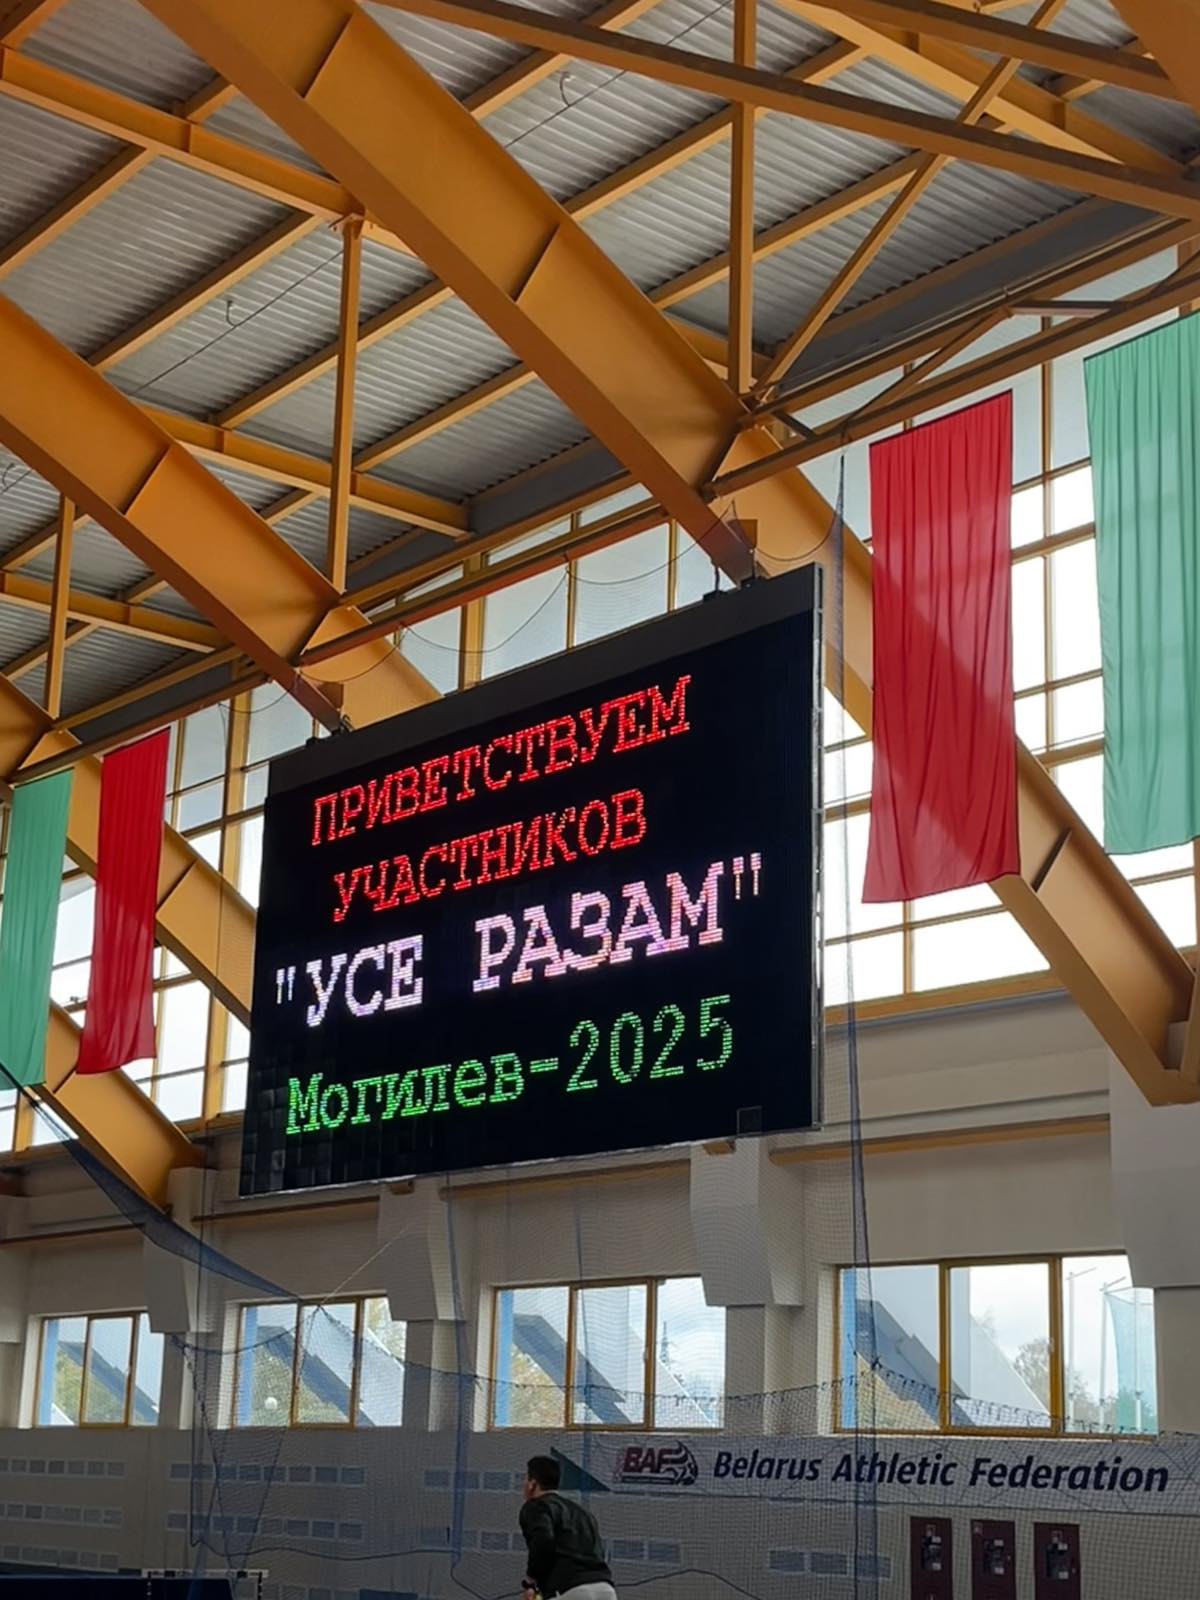 ПРИВЕТСТВУЕМ
УЧАСТНИКОВ
"УСЕ РАЗАМ"
Могилев-2025
BAF Belarus Athletic Federation